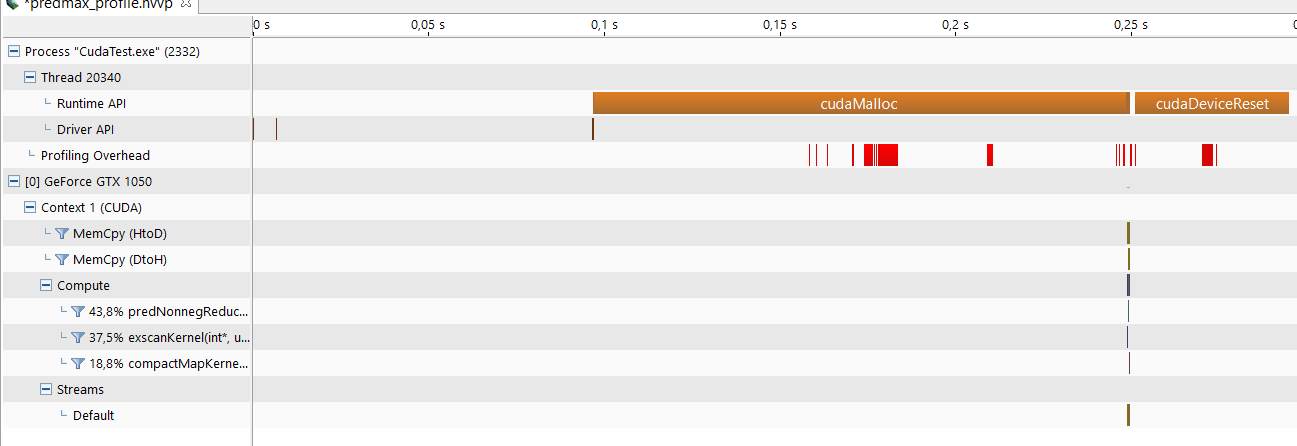 *predmax_profile.nvvp
0 s 0,05 s 0,1 s 0,15 s 0,2 s 0,25 s
Process "CudaTest.exe" (2332)
Thread 20340
Runtime API cudaMalloc cudaDeviceReset
Driver API
Profiling Overhead
[0] GeForce GTX 1050
Context 1 (CUDA)
MemCpy (HtoD)
MemCpy (DtoH)
Compute
43,8% predNonnegReduc...
37,5% exscanKernel(int*, u...
18,8% compactMapKerne...
Streams
Default